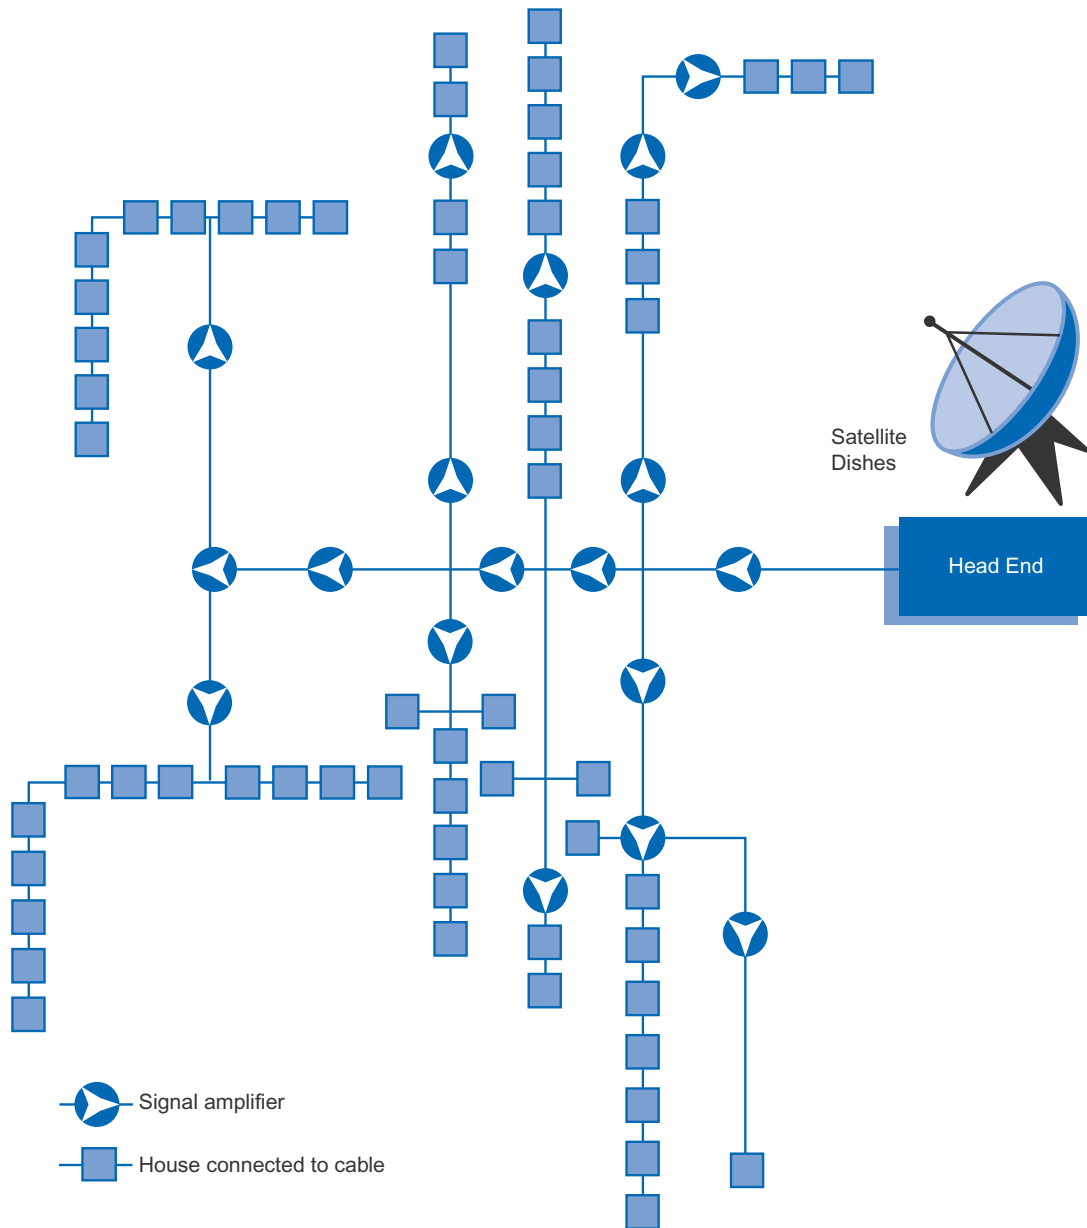 Satellite
Dishes
Head End
Signal amplifier
House connected to cable